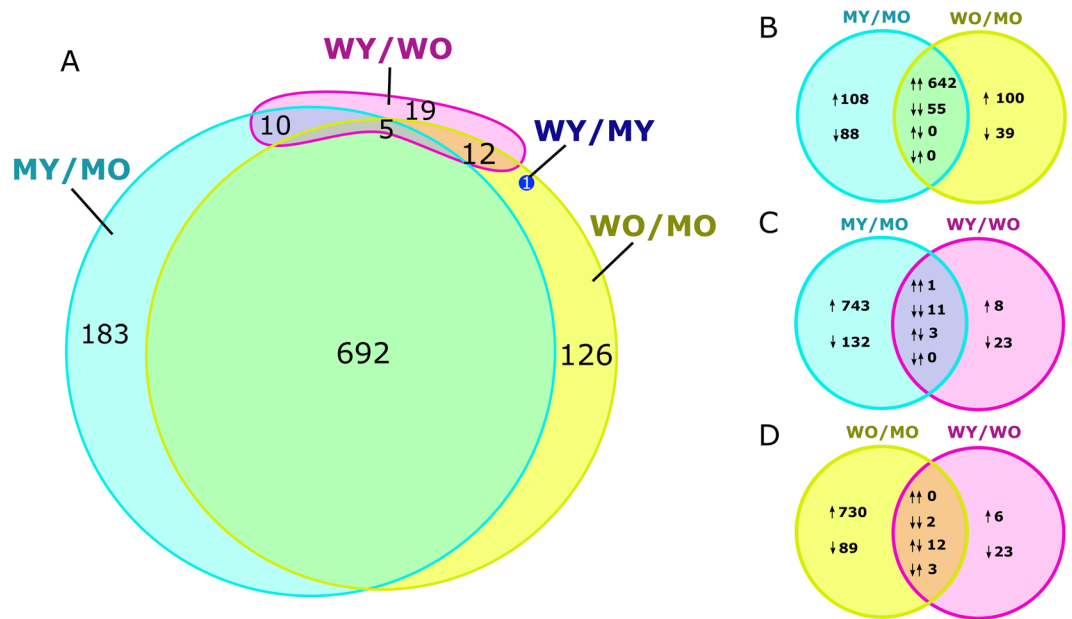 A
WY/WO
19
10
5
12
WY/MY
1
MY/MO
WO/MO
183
692
126
B
MY/MO WO/MO
↑108
↓88
↑↑ 642
↓↓ 55
↑↓ 0
↓↑ 0
↑ 100
↓ 39
C
MY/MO WY/WO
↑ 743
↓ 132
↑↑ 1
↓↓ 11
↑↓ 3
↓↑ 0
↑ 8
↓ 23
D
WO/MO WY/WO
↑730
↓89
↑↑ 0
↓↓ 2
↑↓ 12
↓↑ 3
↑6
↓23